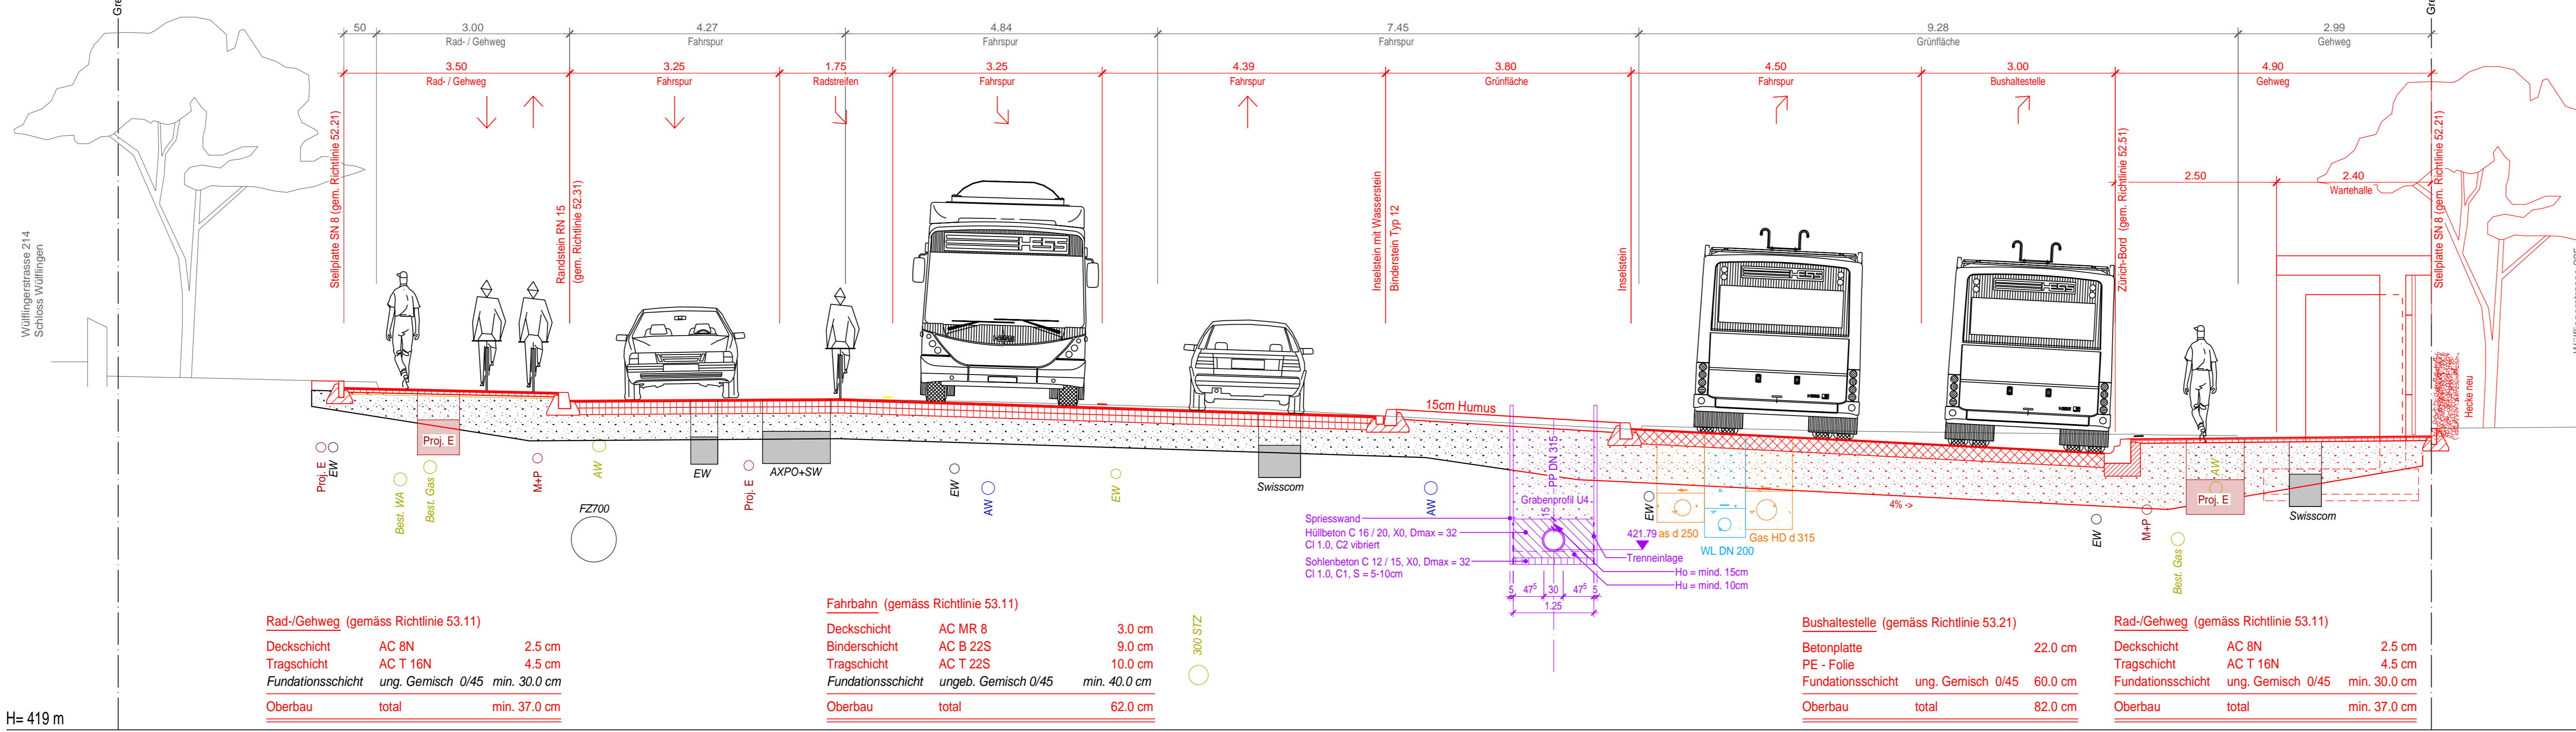 Gre
Gre
50
3.00
4.27
4.84
7.45
9.28
2.99
Rad- / Gehweg
Fahrspur
Fahrspur
Fahrspur
Grünfläche
Gehweg
3.50
3.25
1.75
3.25
4.39
3.80
4.50
3.00
4.90
Rad- / Gehweg
Fahrspur
Radstreifen
Fahrspur
Fahrspur
Grünfläche
Fahrspur
Bushaltestelle
Gehweg
2.50
2.40
Wartehalle
Wülflingerstrasse 214
Schloss Wülflingen
Stellplatte SN 8 (gem. Richtlinie 52.21)
Randstein RN 15
(gem. Richtlinie 52.31)
HESS
Inselstein mit Wasserstein
Binderstein Typ 12
Inselstein
HESS
HESS
Zürich-Bord (gem. Richtlinie 52.51)
Stellplatte SN 8 (gem. Richtlinie 52.21)
Hecke neu
15cm Humus
Proj. E
EW
Best. WA
Best. Gas
Proj. E
M+P
AW
FZ700
EW
Proj. E
AXPO+SW
EW
AW
EW
Swisscom
AW
PP DN 315
Grabenprofil U4
15
Spriesswand
Hüllbeton C 16 / 20, X0, Dmax = 32
Cl 1.0, C2 vibriert
Sohlenbeton C 12 / 15, X0, Dmax = 32
Cl 1.0, C1, S = 5-10cm
421.79
Trenneinlage
Ho = mind. 15cm
Hu = mind. 10cm
5 47⁵ 30 47⁵ 5
1.25
EW
as d 250
WL DN 200
Gas HD d 315
4% ->
EW
M+P
Best. Gas
AW
Proj. E
Swisscom
300 STZ
Rad-/Gehweg (gemäss Richtlinie 53.11)
Deckschicht AC 8N 2.5 cm
Tragschicht AC T 16N 4.5 cm
Fundationsschicht ung. Gemisch 0/45 min. 30.0 cm
Oberbau total min. 37.0 cm
Fahrbahn (gemäss Richtlinie 53.11)
Deckschicht AC MR 8 3.0 cm
Binderschicht AC B 22S 9.0 cm
Tragschicht AC T 22S 10.0 cm
Fundationsschicht ungeb. Gemisch 0/45 min. 40.0 cm
Oberbau total 62.0 cm
Bushaltestelle (gemäss Richtlinie 53.21)
Betonplatte 22.0 cm
PE - Folie
Fundationsschicht ung. Gemisch 0/45 60.0 cm
Oberbau total 82.0 cm
Rad-/Gehweg (gemäss Richtlinie 53.11)
Deckschicht AC 8N 2.5 cm
Tragschicht AC T 16N 4.5 cm
Fundationsschicht ung. Gemisch 0/45 min. 30.0 cm
Oberbau total min. 37.0 cm
H= 419 m